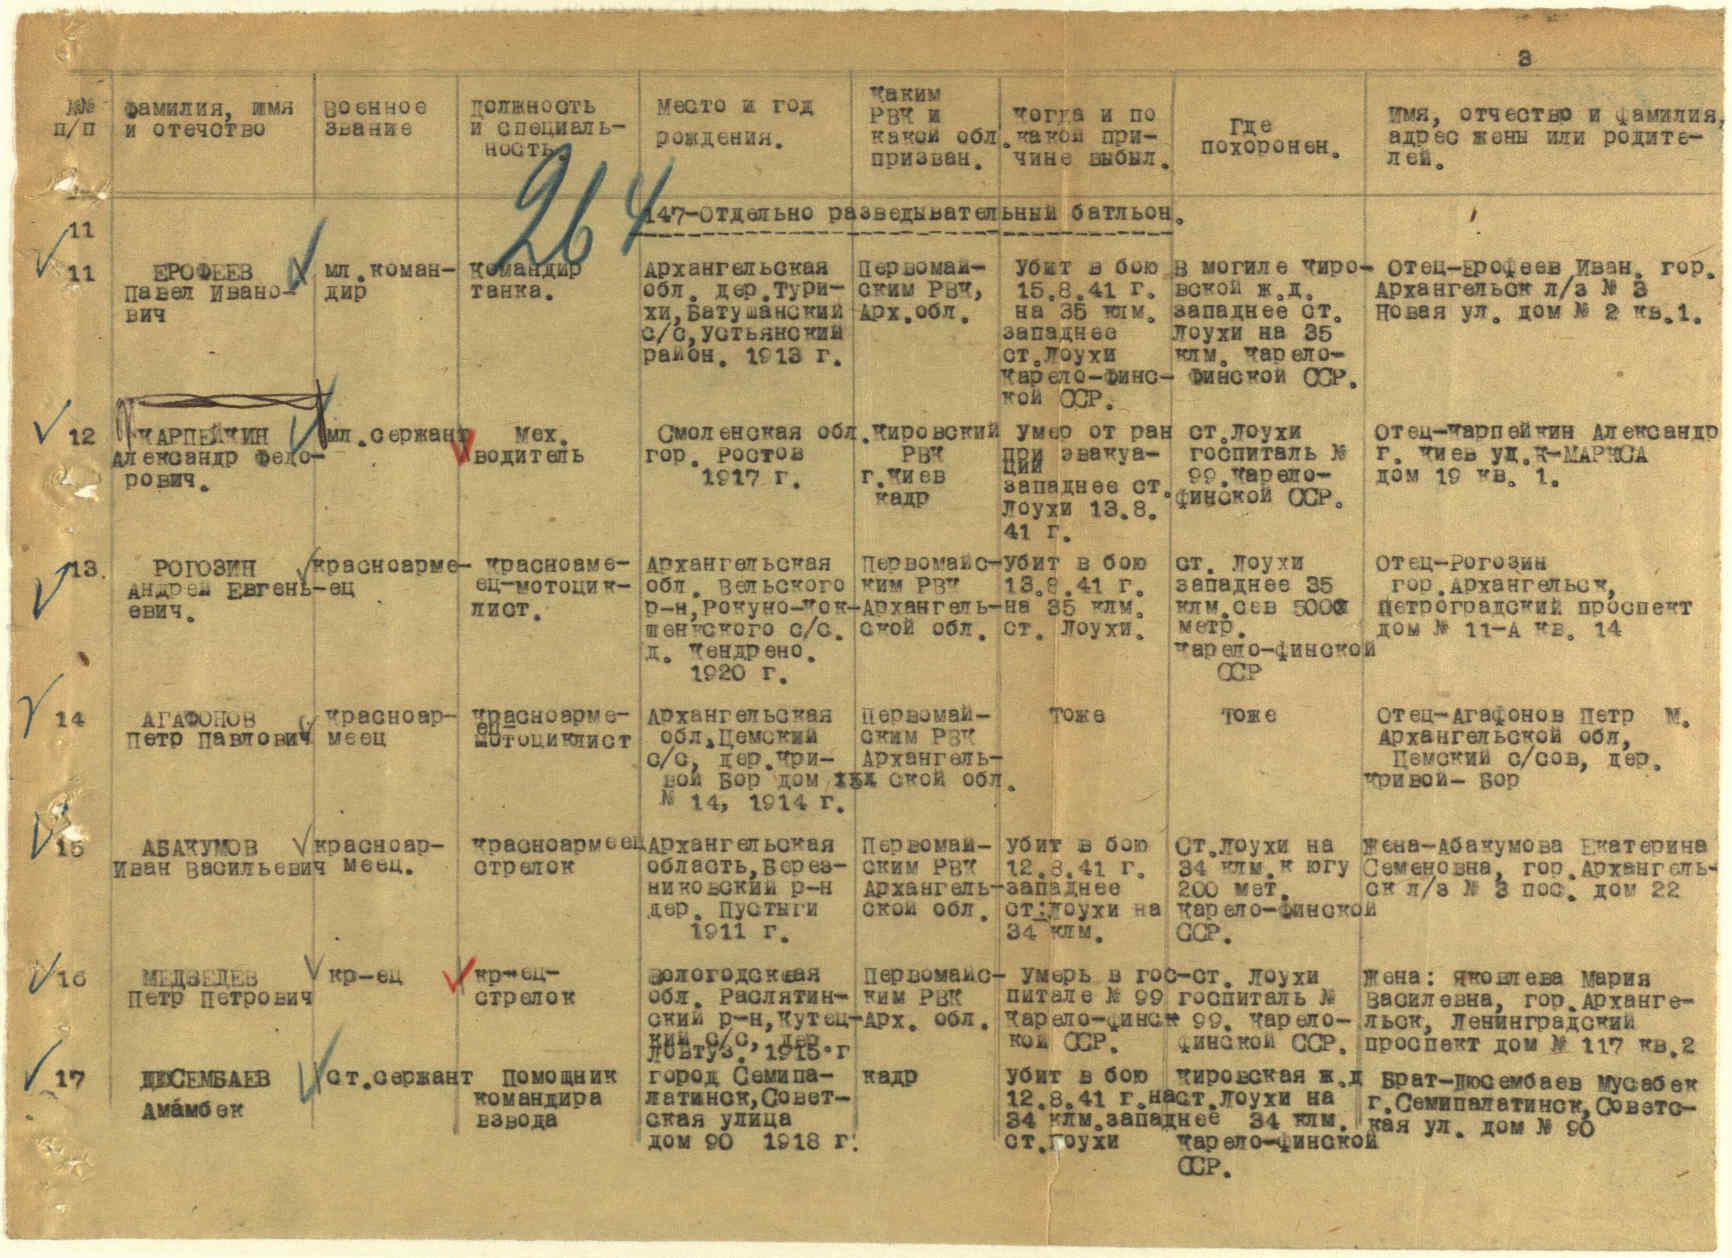 3
№№ п/п
Фамилия, имя и отечство
Военное звание
Должность и специаль-
ность.
Место и год рождения.
Каким РВК и какой обл. призван.
Когда и по какой при-
чине выбыл.
Где похоронен.
Имя, отчество и фамилия, адрес жены или родите-
лей.
264
147-Отдельно разведывательный батльон.
11
11
ЕРОФЕЕВ
Павел Ивано-
вич
мл.коман-
дир
Командир
танка.
Архангельская
обл. дер.Тури-
хи,Батушанский
с/с,Устьянский
район. 1913 г.
Первомай-
ским РВК,
Арх.обл.
Убит в бою
15.8.41 г.
на 35 клм.
западнее
ст.Лоухи
Карело-Финс-
кой ССР.
В могиле Киро-
вской ж.д.
западнее ст.
Лоухи на 35
клм. Карело-
Финской ССР.
Отец-Ерофеев Иван. гор.
Архангельск л/з № 3
Новая ул. дом № 2 кв.1.
12
КАРПЕЙКИН
Александр Федо-
рович.
мл.сержант
Мех.
водитель
Смоленская обл.
гор. Ростов
1917 г.
Кировский
РВК
г.Киев
кадр
Умер от ран
при эвакуа-
ции
западнее ст.
Лоухи 13.8.
41 г.
ст.Лоухи
госпиталь №
99.Карело-
финской ССР.
Отец-Карпейкин Александр
г. Киев уд.К-МАРКСА
дом 19 кв. 1.
13.
РОГОЗИН
Андрей Евгень-
евич.
красноарме-
ец
Красноаме-
ец-мотоцик-
лист.
Архангельская
обл. Вельского
р-н,Рокуно-Кок-
шенкского с/с.
д. Кендрено.
1920 г.
Первомайс-
ким РВК
Архангель-
ской обл.
Убит в бою
13.8.41 г.
на 35 клм.
ст. Лоухи.
ст. Лоухи
западнее 35
клм.сев 500
метр.
Карело-финской
ССР
Отец-Рогозин
гор.Архангельск,
Петроградский проспект
дом № 11-А кв. 14
14
АГАФОНОВ
Петр Павлович
красноар-
меец
Красноарме-
ец
мотоциклист
Архангельская
обл,Цемский
с/с, дер.Кри-
вой Бор дом
№ 14, 1914 г.
Первомай-
ским РВК
Архангель-
ской обл.
Тоже
Тоже
Отец-Агафонов Петр М.
Архангельской обл,
Цемский с/сов, дер.
Кривой- Бор
15
АБАКУМОВ
Иван Васильевич
красноар-
меец.
Красноармеец
стрелок
Архангельская
область,Берез-
никовский р-н
дер. Пустыги
1911 г.
Первомай-
ским РВК
Архангель-
ской обл.
Убит в бою
12.8.41 г.
западнее
ст.Лоухи на
34 клм.
Ст.Лоухи на
34 клм.к югу
200 мет.
Карело-Финской
ССР.
Жена-Абакумова Екатерина
Семеновна, гор.Архангель-
ск л/з № 3 пос. дом 22
16
МЕДВЕДЕВ
Петр Петрович
кр-ец
кр-ец-
стрелок
Вологодская
обл. Раслятин-
ский р-н,Кутец-
кий с/с, дер
Ловтуз. 1915.г
Первомайс-
ким РВК
Арх. обл.
Умерь в гос-
питале № 99
Карело-финск
кой ССР.
ст. Лоухи
госпиталь №
99. Карело-
финской ССР.
Жена: Яковлева Мария
Василевна, гор.Арханге-
льск, Ленинградский
проспект дом № 117 кв.2
17
ДЮСЕМБАЕВ
Амамбек
Ст.сержант
Помощник
командира
взвода
город Семипа-
латинск,Совет-
ская улица
дом 90 1918 г.
кадр
Убит в бою
12.8.41 г.на
34 клм.западнее
ст.Лоухи
Кировская ж.д
ст.Лоухи на
34 клм.
Карело-Финской
ССР.
Брат-Дюсембаев Мусабек
г.Семипалатинск,Советс-
кая ул. дом № 90